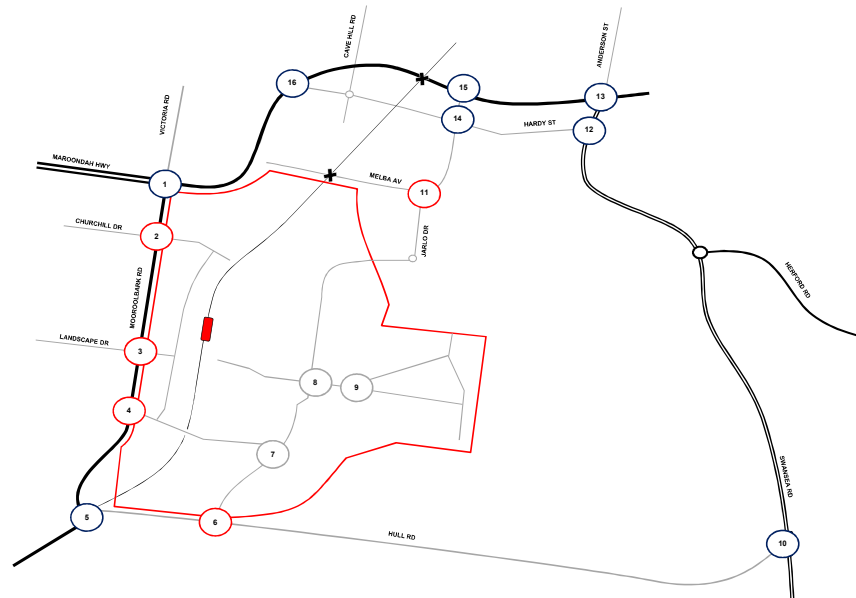 CAVE HILL RD
ANDERSON ST
16
15
13
VICTORIA RD
14
HARDY ST
12
MAROONDAH HWY
1
MELBA AV
11
CHURCHILL DR
2
JARLO DR
HERFORD RD
MOOROOLBARK RD
LANDSCAPE DR
3
8
9
4
7
SWANSEA RD
5
6
HULL RD
10